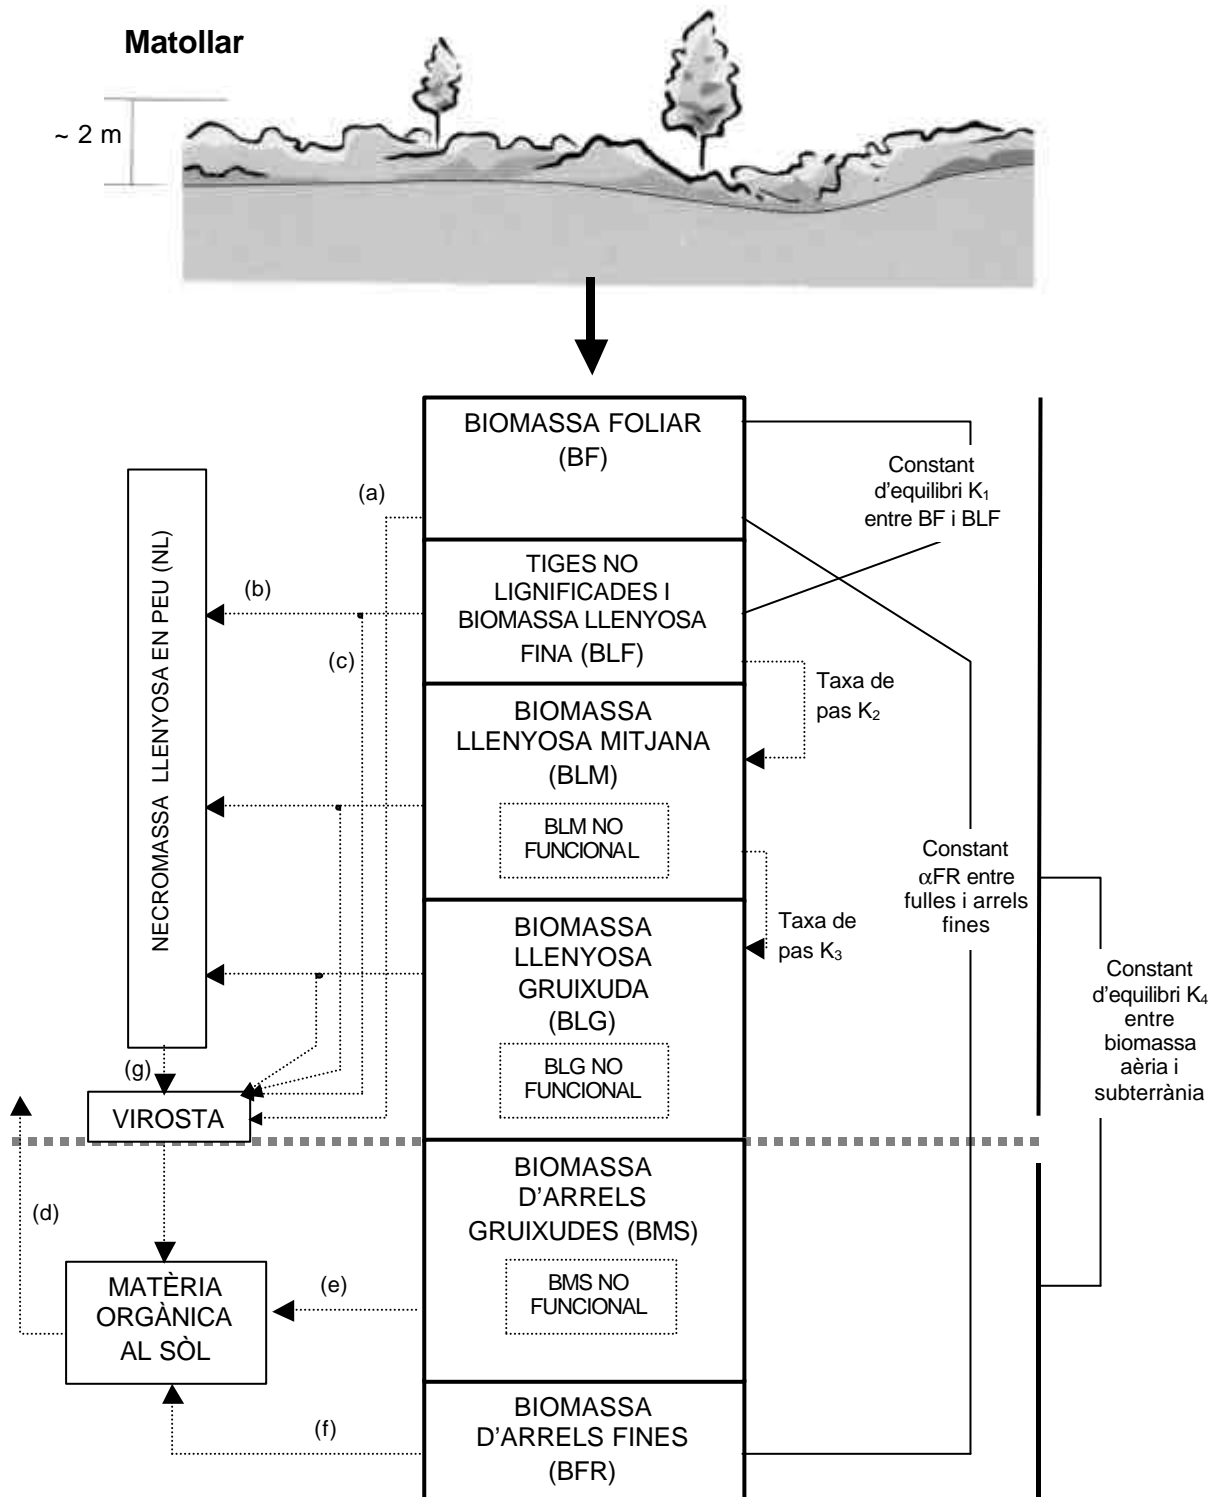 Matollar
~ 2 m
BIOMASSA FOLIAR
(BF)
Constant
d'equilibri K1
entre BF i BLF
(a)
NECROMASSA LLENYOSA EN PEU (NL)
TIGES NO
LIGNIFICADES I
BIOMASSA LLENYOSA
FINA (BLF)
(b)
(c)
Taxa de
pas K2
BIOMASSA
LLENYOSA MITJANA
(BLM)
BLM NO
FUNCIONAL
Constant
αFR entre
fulles i arrels
fines
BIOMASSA
LLENYOSA
GRUIXUDA
(BLG)
Taxa de
pas K3
BLG NO
FUNCIONAL
Constant
d'equilibri K4
entre
biomassa
aèria i
subterrània
(g)
VIROSTA
BIOMASSA
D'ARRELS
GRUIXUDES (BMS)
(d)
BMS NO
FUNCIONAL
MATÈRIA
ORGÀNICA
AL SÒL
(e)
(f)
BIOMASSA
D'ARRELS FINES
(BFR)